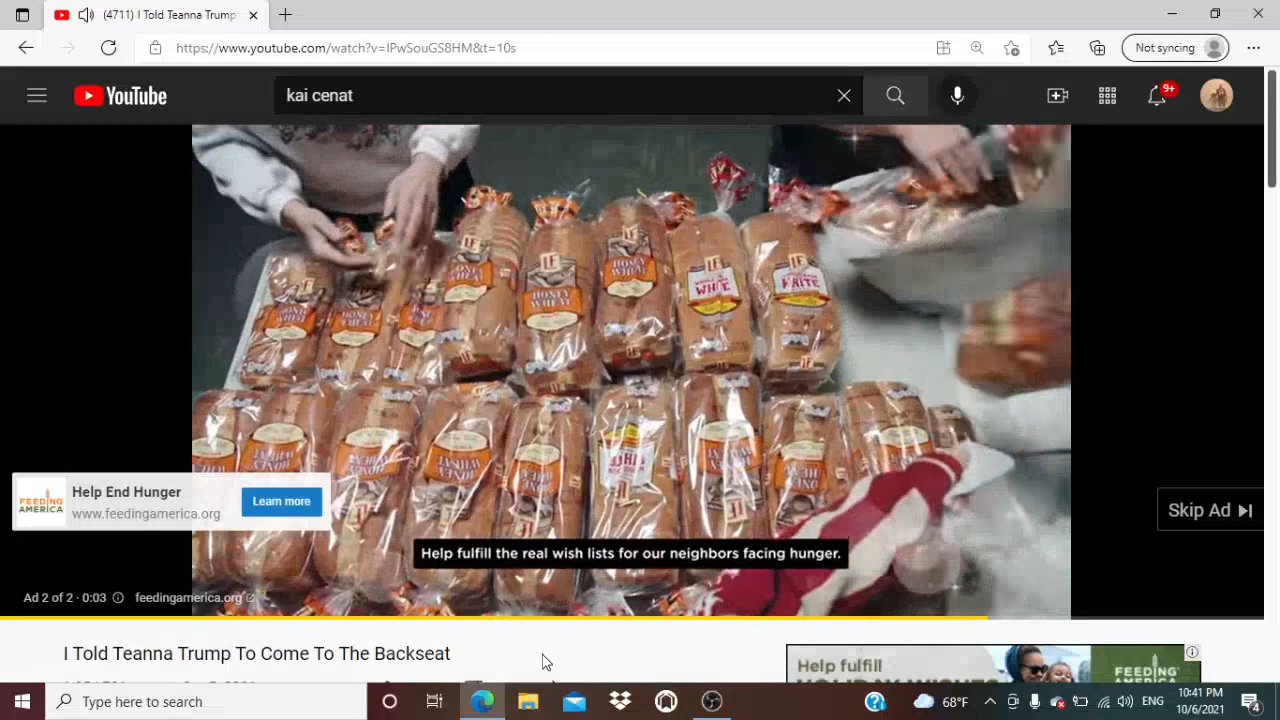 (4711) I Told Teanna Trump
https://www.youtube.com/watch?v=IPwSouGS8HM&t=10s
Not syncing
YouTube
kai cenat
9+
HONEY
WHEAT
HONEY
WHEAT
WHITE
Help End Hunger
www.feedingamerica.org
FEEDING
AMERICA
Learn more
Skip Ad
Help fulfill the real wish lists for our neighbors facing hunger.
Ad 2 of 2 · 0:03
feedingamerica.org
I Told Teanna Trump To Come To The Backseat
Help fulfill
FEEDING
Type here to search
68°F
ENG
10:41 PM
10/6/2021
4